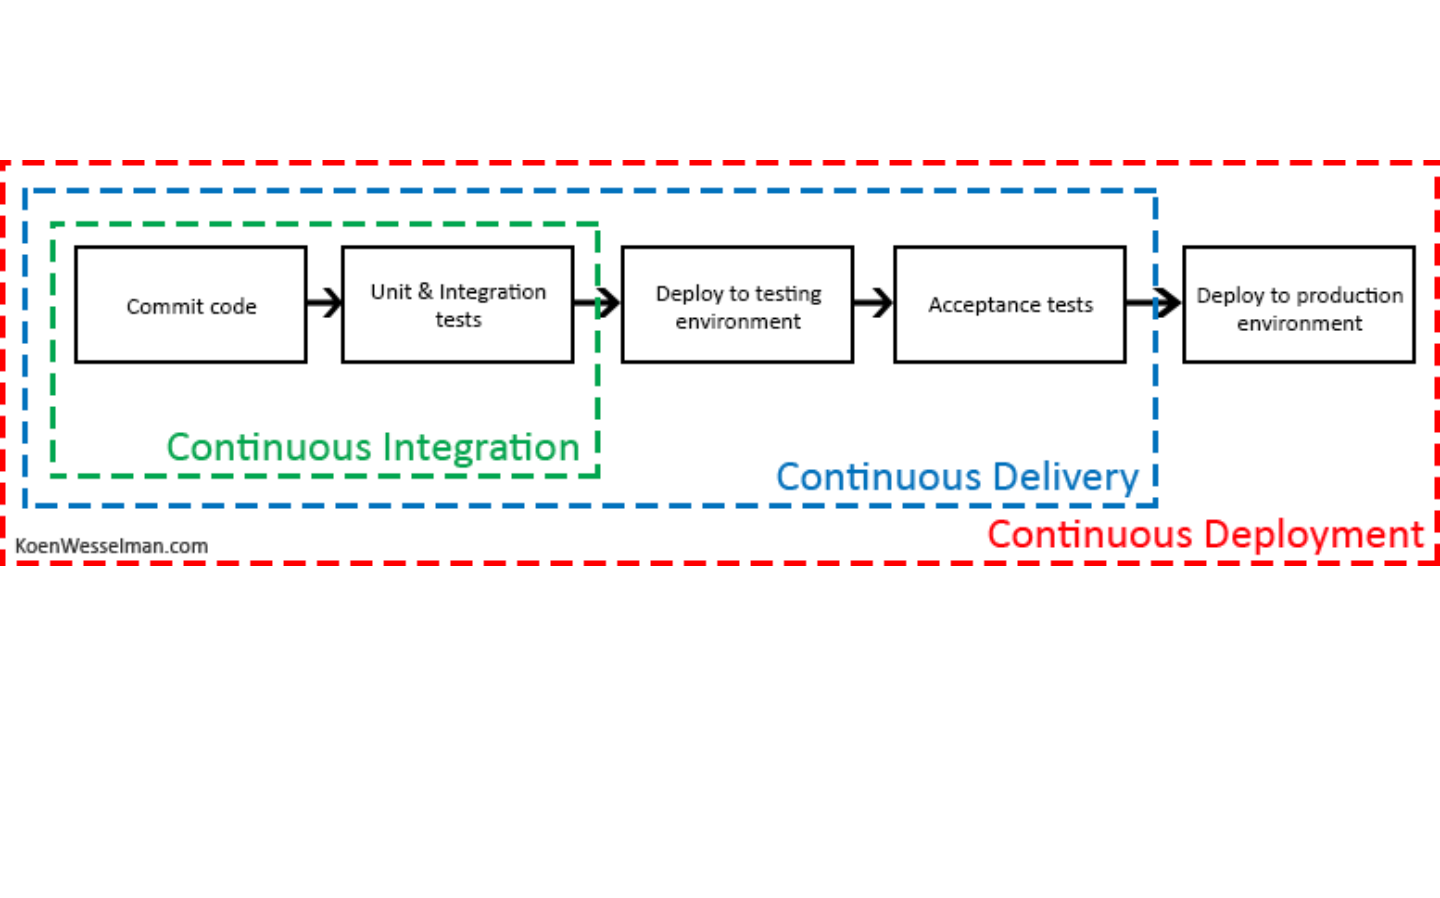 Commit code
Unit & Integration
tests
Deploy to testing
environment
Acceptance tests
Deploy to production
environment
Continuous Integration
Continuous Delivery
Continuous Deployment
KoenWesselman.com